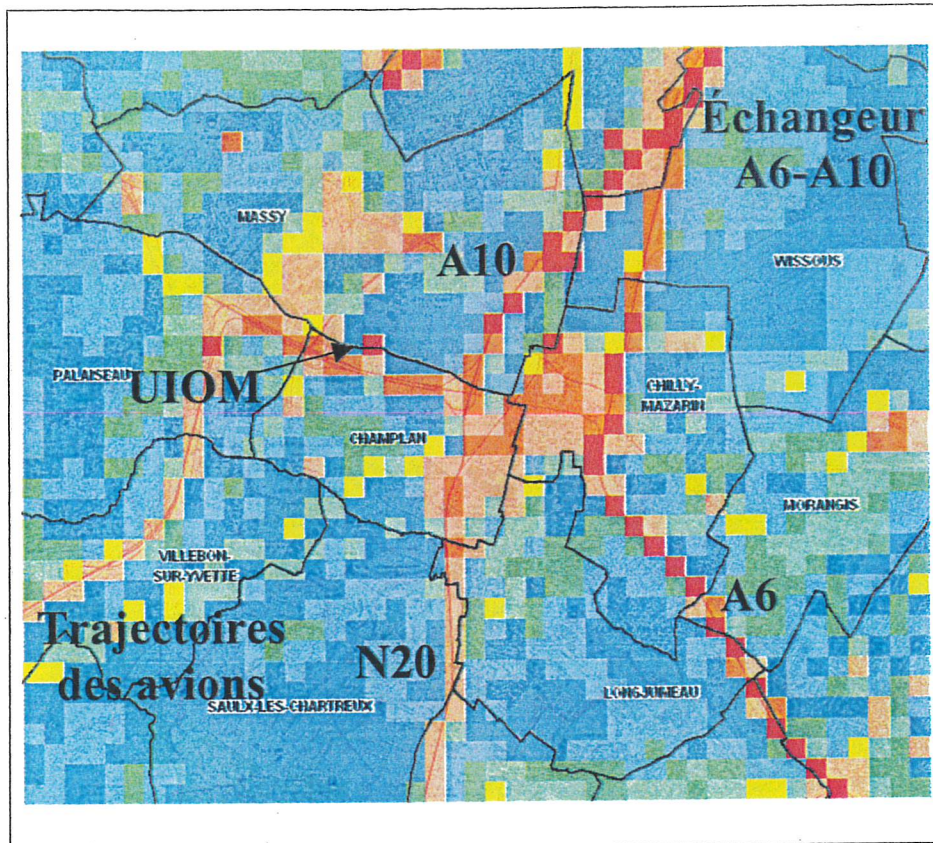 Échangeur
A6-A10
MASSY
A10
WISSOUS
PALAISEAU
UIOM
CHILLY-
MAZARIN
CHAMPLAN
MORANGIS
VILLEBON-
SUR-YVETTE
A6
Trajectoires
des avions
N20
LONGJUMEAU
SAULX-LES-CHARTREUX